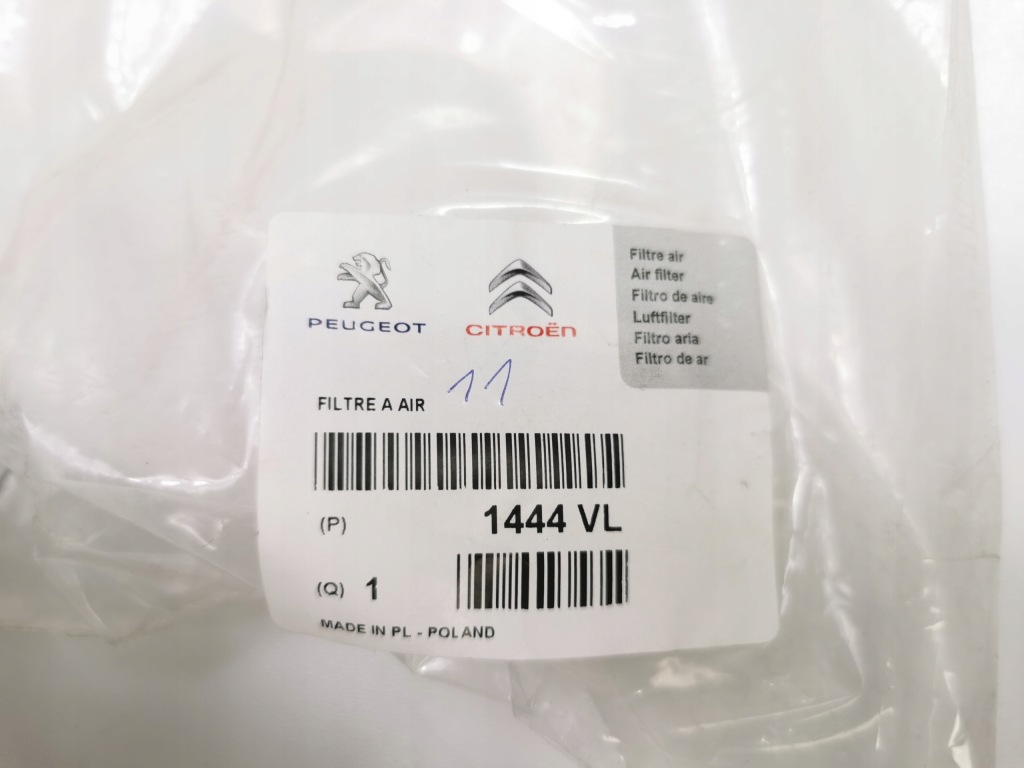 PEUGEOT
CITROËN
Filtre air
Air filter
Filtro de aire
Luftfilter
Filtro aria
Filtro de ar
11
FILTRE A AIR
(P) 1444 VL
(Q) 1
MADE IN PL - POLAND